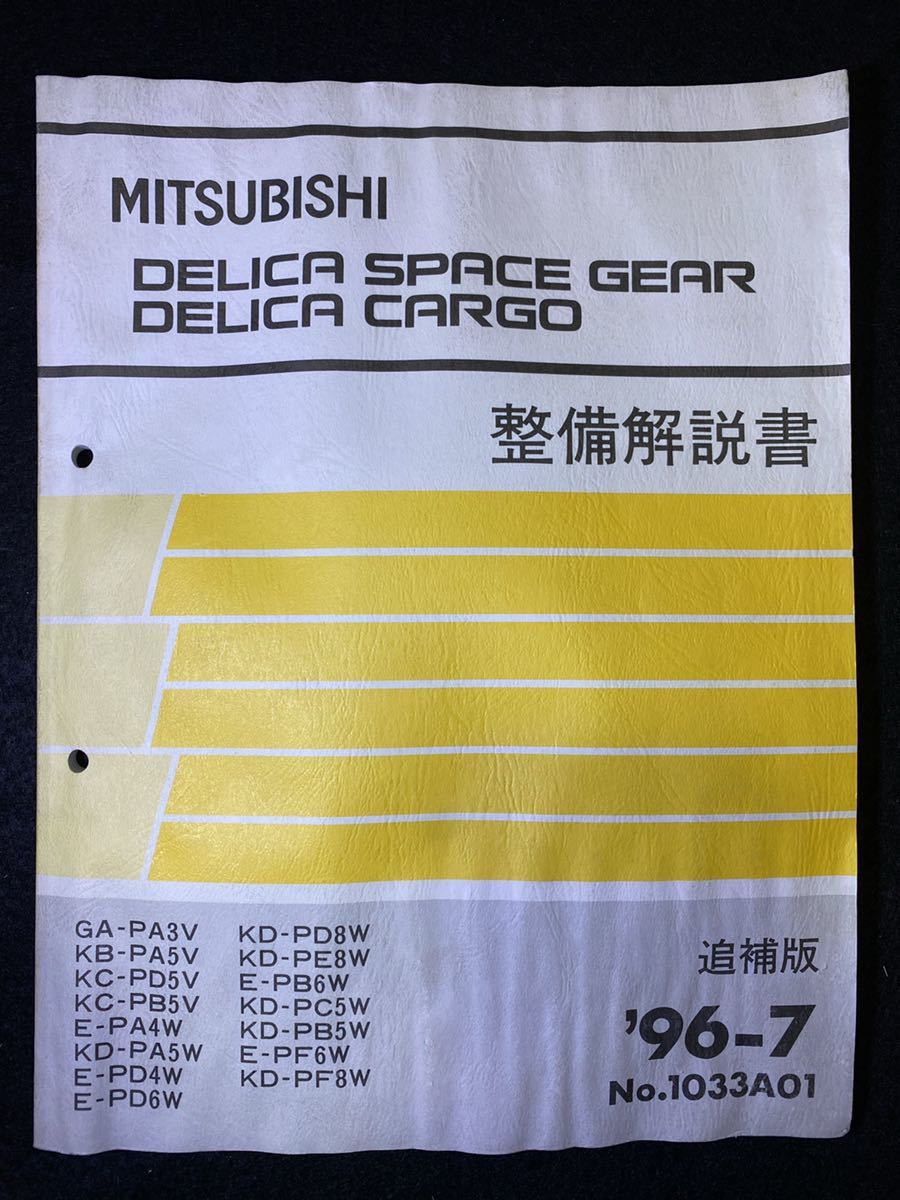 MITSUBISHI
DELICA SPACE GEAR
DELICA CARGO
整備解説書
GA-PA3V
KB-PA5V
KC-PD5V
KC-PB5V
E-PA4W
KD-PA5W
E-PD4W
E-PD6W
KD-PD8W
KD-PE8W
E-PB6W
KD-PC5W
KD-PB5W
E-PF6W
KD-PF8W
追補版
'96-7
No.1033A01